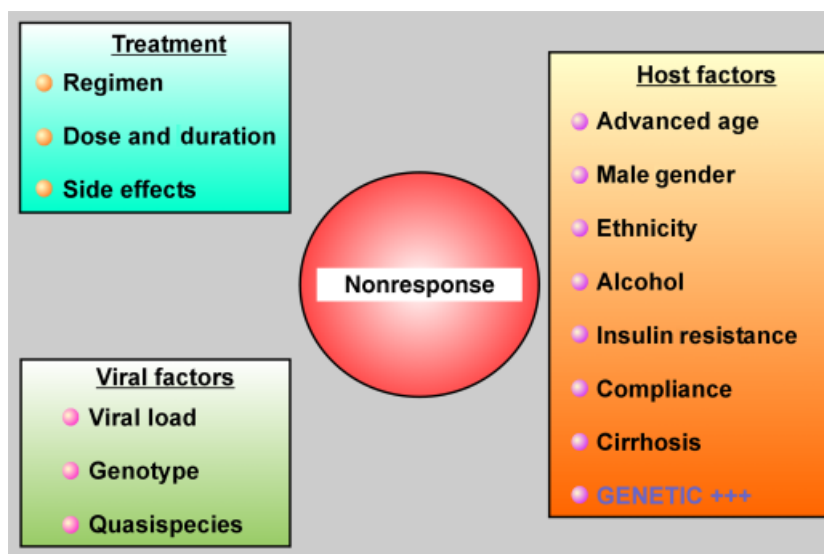 Treatment
Regimen
Dose and duration
Side effects
Nonresponse
Viral factors
Viral load
Genotype
Quasispecies
Host factors
Advanced age
Male gender
Ethnicity
Alcohol
Insulin resistance
Compliance
Cirrhosis
GENETIC +++